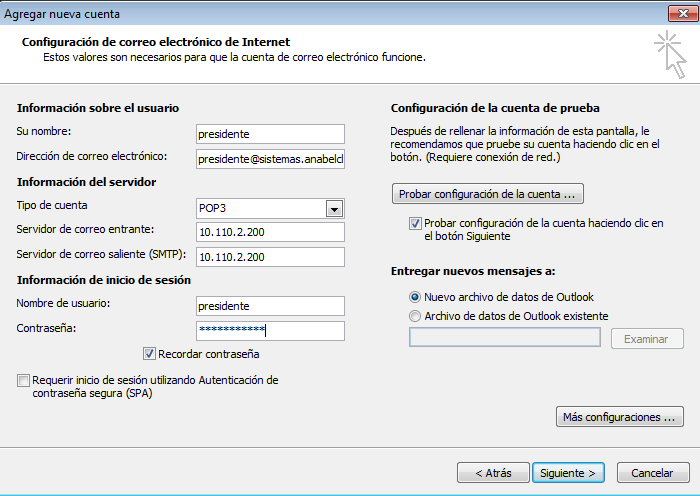 Agregar nueva cuenta
Configuración de correo electrónico de Internet
Estos valores son necesarios para que la cuenta de correo electrónico funcione.
Información sobre el usuario
Su nombre:
presidente
Dirección de correo electrónico:
presidente@sistemas.anabelcl
Información del servidor
Tipo de cuenta
POP3
Servidor de correo entrante:
10.110.2.200
Servidor de correo saliente (SMTP):
10.110.2.200
Información de inicio de sesión
Nombre de usuario:
presidente
Contraseña:
***********
Recordar contraseña
Requerir inicio de sesión utilizando Autenticación de
contraseña segura (SPA)
Configuración de la cuenta de prueba
Después de rellenar la información de esta pantalla, le
recomendamos que pruebe su cuenta haciendo clic en el
botón. (Requiere conexión de red.)
Probar configuración de la cuenta ...
Probar configuración de la cuenta haciendo clic en
el botón Siguiente
Entregar nuevos mensajes a:
Nuevo archivo de datos de Outlook
Archivo de datos de Outlook existente
Examinar
Más configuraciones ...
< Atrás
Siguiente >
Cancelar